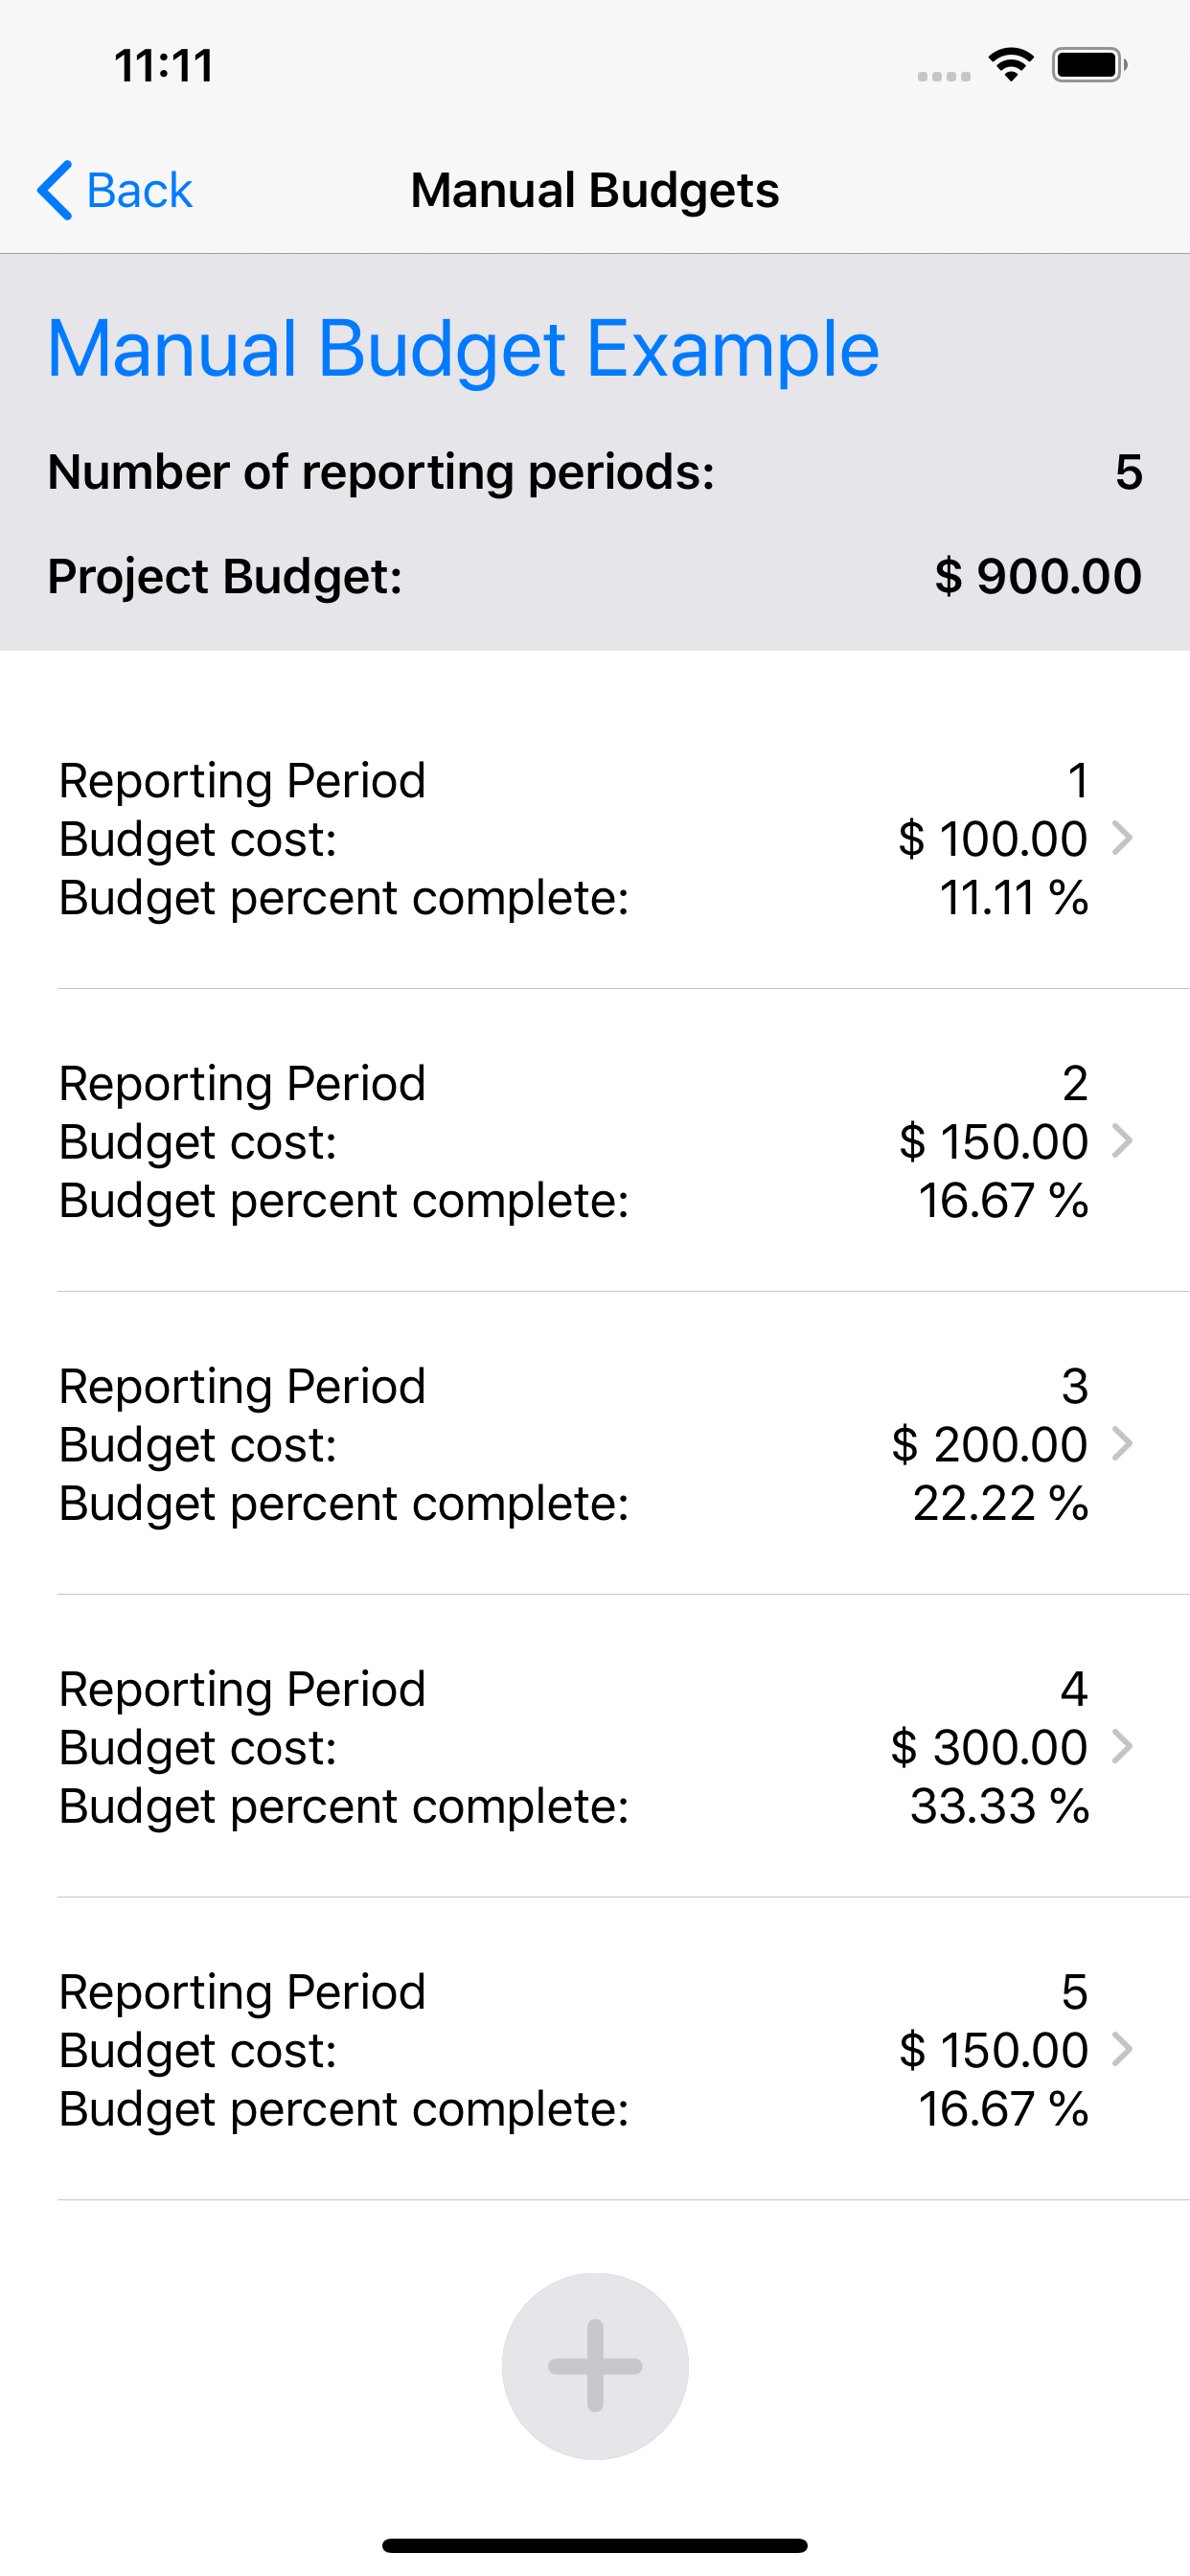 11:11
Back Manual Budgets
Manual Budget Example
Number of reporting periods: 5
Project Budget: $ 900.00
Reporting Period 1
Budget cost: $ 100.00
Budget percent complete: 11.11 %
Reporting Period 2
Budget cost: $ 150.00
Budget percent complete: 16.67 %
Reporting Period 3
Budget cost: $ 200.00
Budget percent complete: 22.22 %
Reporting Period 4
Budget cost: $ 300.00
Budget percent complete: 33.33 %
Reporting Period 5
Budget cost: $ 150.00
Budget percent complete: 16.67 %